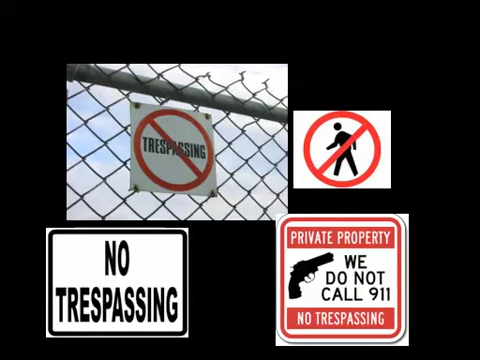 TRESPASSING
NO
TRESPASSING
PRIVATE PROPERTY
WE
DO NOT
CALL 911
NO TRESPASSING